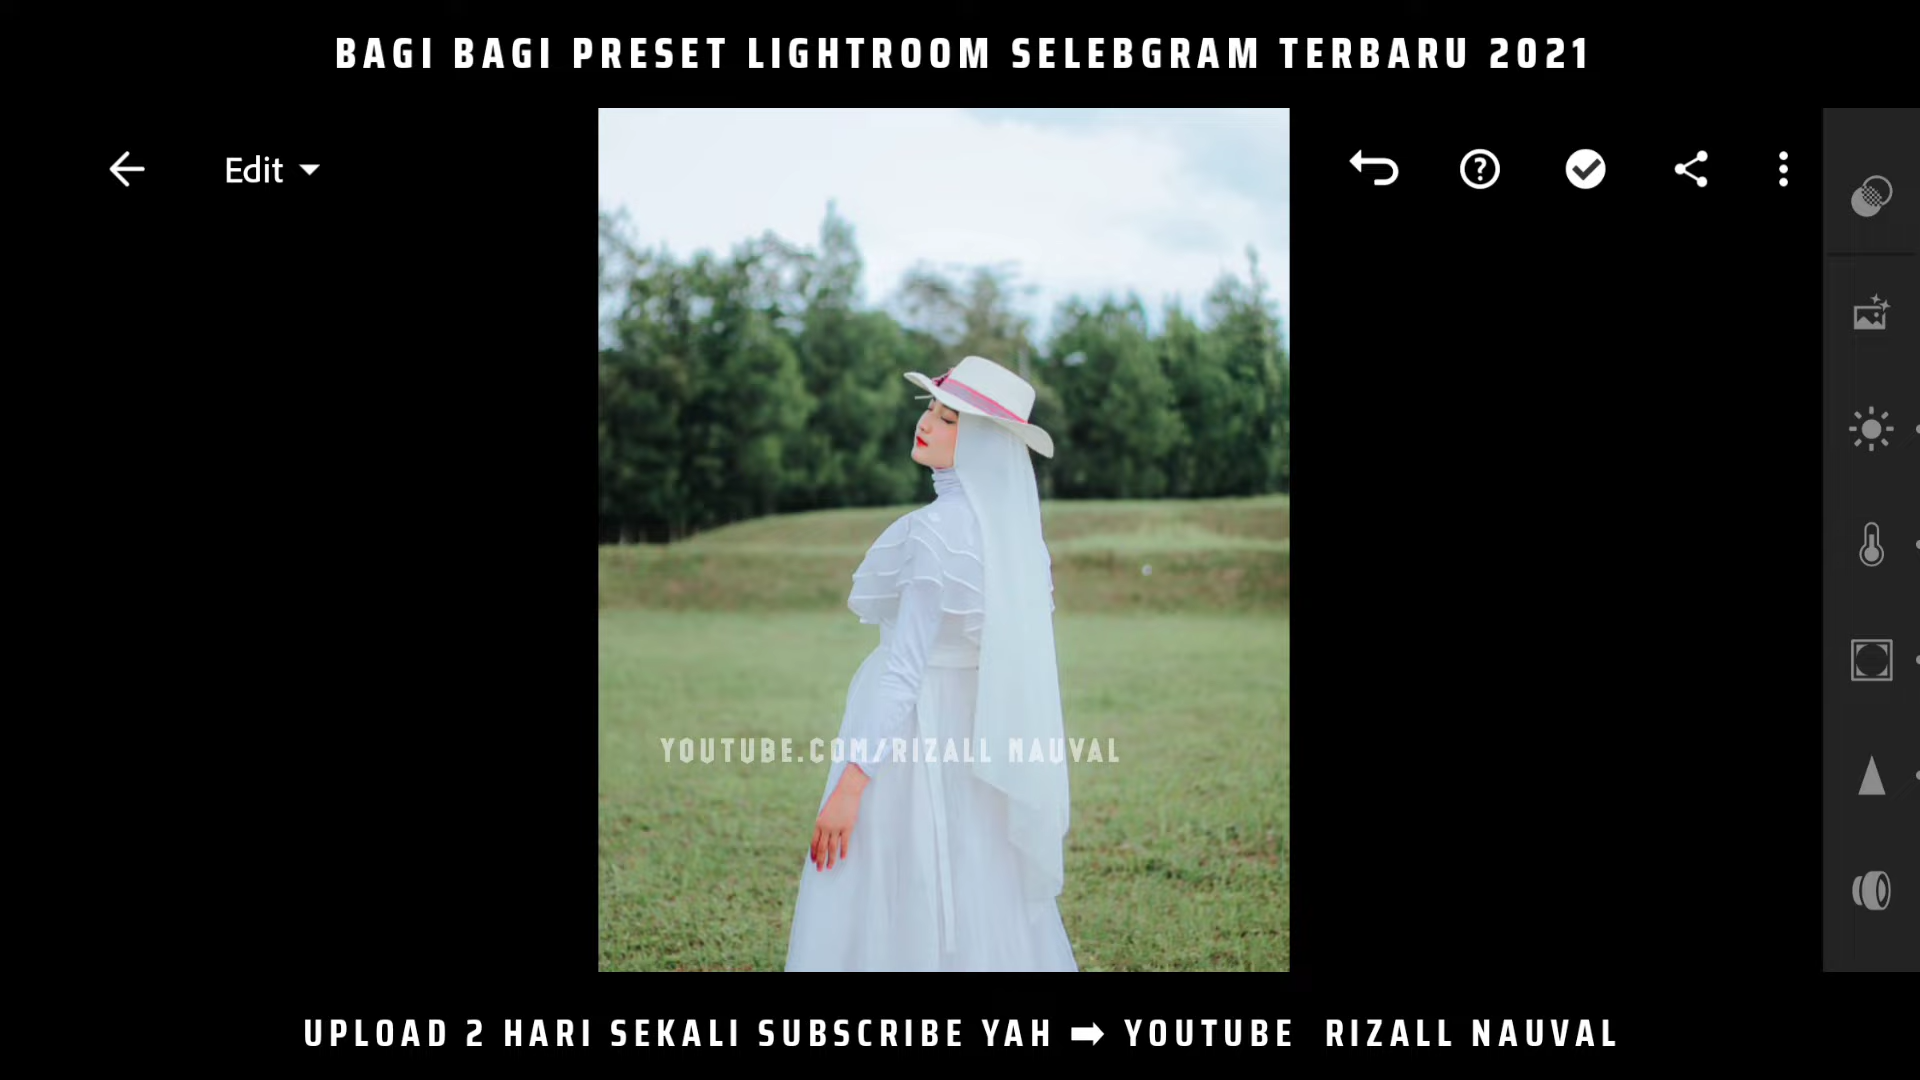 BAGI BAGI PRESET LIGHTROOM SELEBGRAM TERBARU 2021
Edit
YOUTUBE.COM/RIZALL NAUVAL
UPLOAD 2 HARI SEKALI SUBSCRIBE YAH ➡ YOUTUBE RIZALL NAUVAL